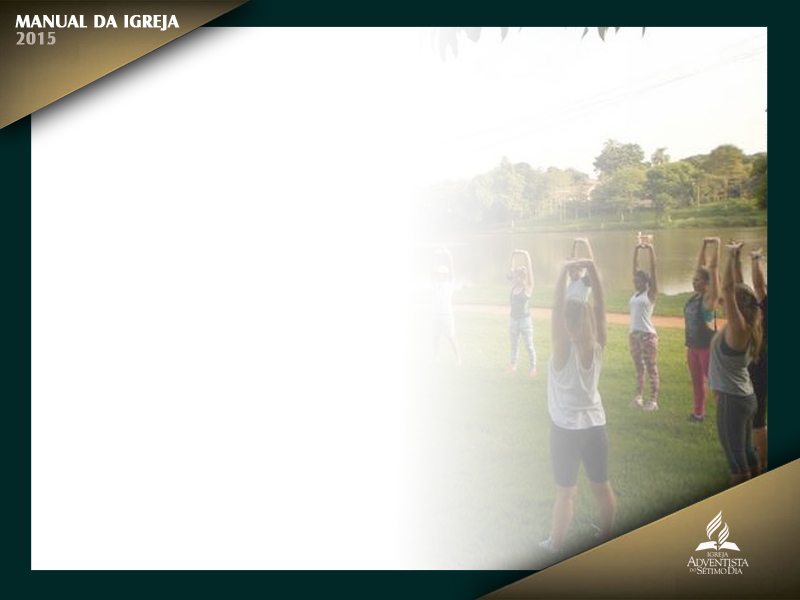 MANUAL DA IGREJA
2015
IGREJA
ADVENTISTA
DO SÉTIMO DIA